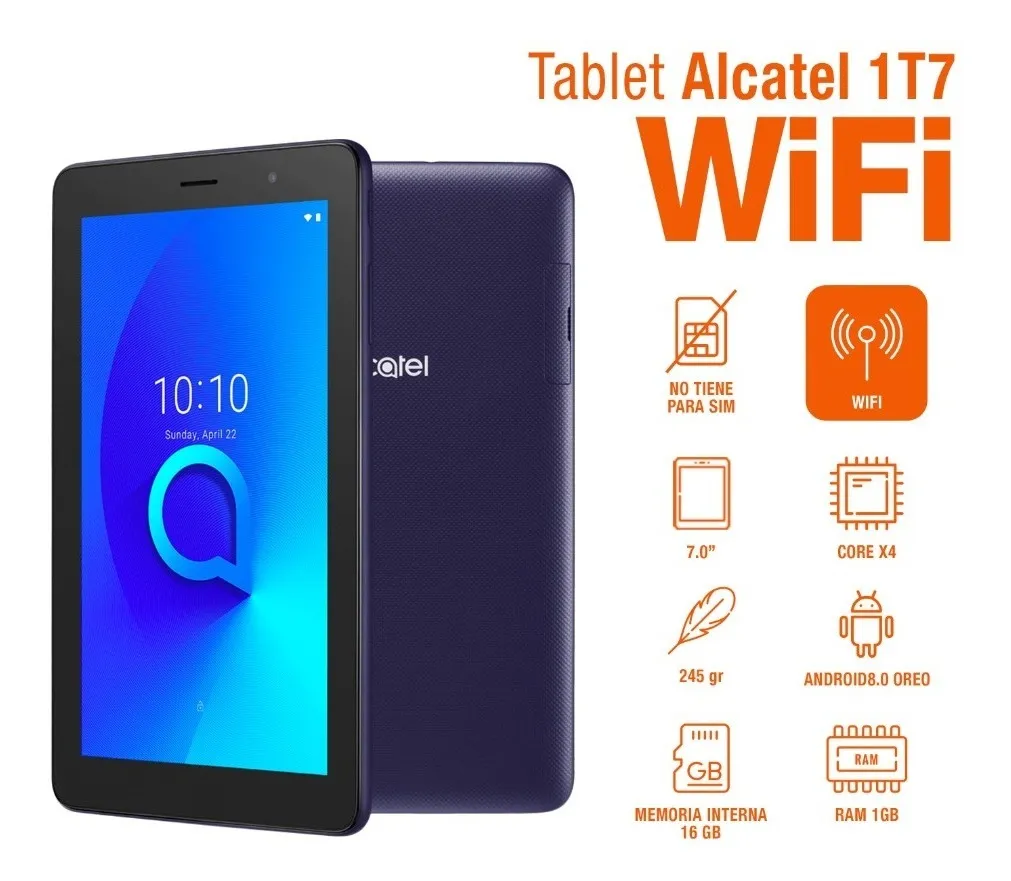 Tablet Alcatel 1T7
WiFi
10:10
Sunday, April 22
catel
NO TIENE
PARA SIM
WIFI
7.0”
CORE X4
245 gr
ANDROID8.0 OREO
GB
MEMORIA INTERNA
16 GB
RAM
RAM 1GB